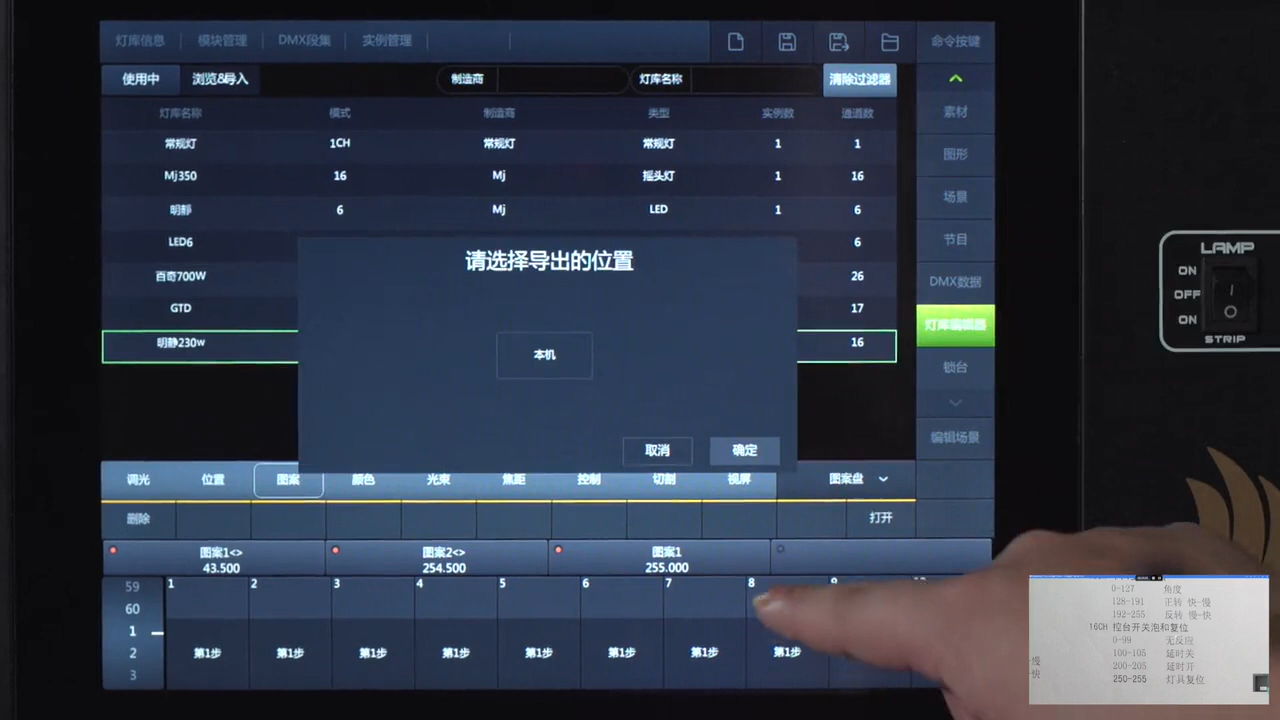 灯库信息 模块管理 DMX段集 实例管理 命令按键
使用中 浏览&导入 制造商 灯库名称 清除过滤器
灯库名称 模式 制造商 类型 实例数 通道数
常规灯 1CH 常规灯 常规灯 1 1
Mj350 16 Mj 摇头灯 1 16
明静 6 Mj LED 1 6
LED6 6
百奇700W 26
GTD 17
明静230w 16
请选择导出的位置
本机
取消 确定
素材
图形
场景
节目
DMX数据
灯库编辑器
锁台
编辑场景
调光 位置 图案 颜色 光束 焦距 控制 切割 视屏 图案盘
删除 打开
图案1<> 图案2<> 图案1
43.500 254.500 255.000
59 1 2 3 4 5 6 7 8 9
60
1
2 第1步 第1步 第1步 第1步 第1步 第1步 第1步 第1步
3
LAMP
ON
OFF
ON
STRIP
0-127 角度
128-191 正转 快-慢
192-255 反转 慢-快
16CH 控台开关泡和复位
0-99 无反应
100-105 延时关
200-205 延时开
250-255 灯具复位
慢
快